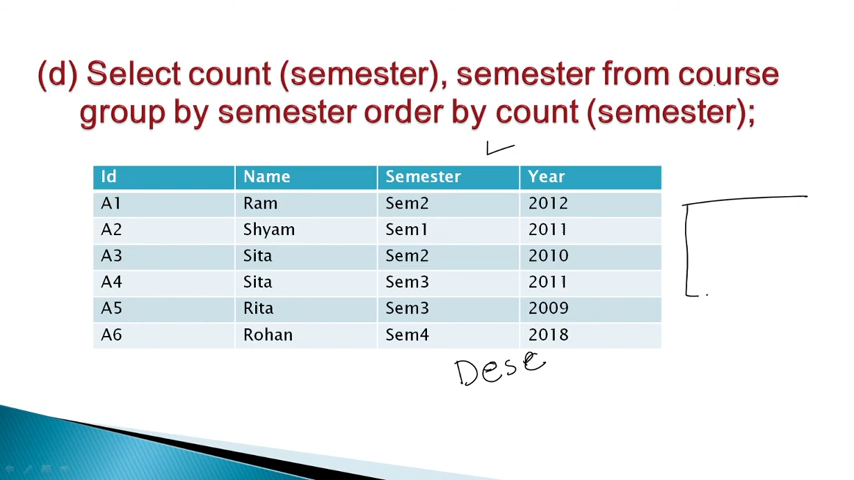 (d) Select count (semester), semester from course
group by semester order by count (semester);
Id Name Semester Year
A1 Ram Sem2 2012
A2 Shyam Sem1 2011
A3 Sita Sem2 2010
A4 Sita Sem3 2011
A5 Rita Sem3 2009
A6 Rohan Sem4 2018
Dese